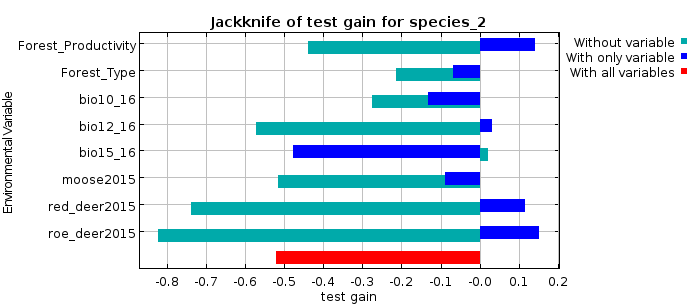 Jackknife of test gain for species_2
Forest_Productivity
Forest_Type
bio10_16
bio12_16
bio15_16
moose2015
red_deer2015
roe_deer2015
Environmental Variable
Without variable
With only variable
With all variables
-0.8 -0.7 -0.6 -0.5 -0.4 -0.3 -0.2 -0.1 -0.0 0.1 0.2
test gain